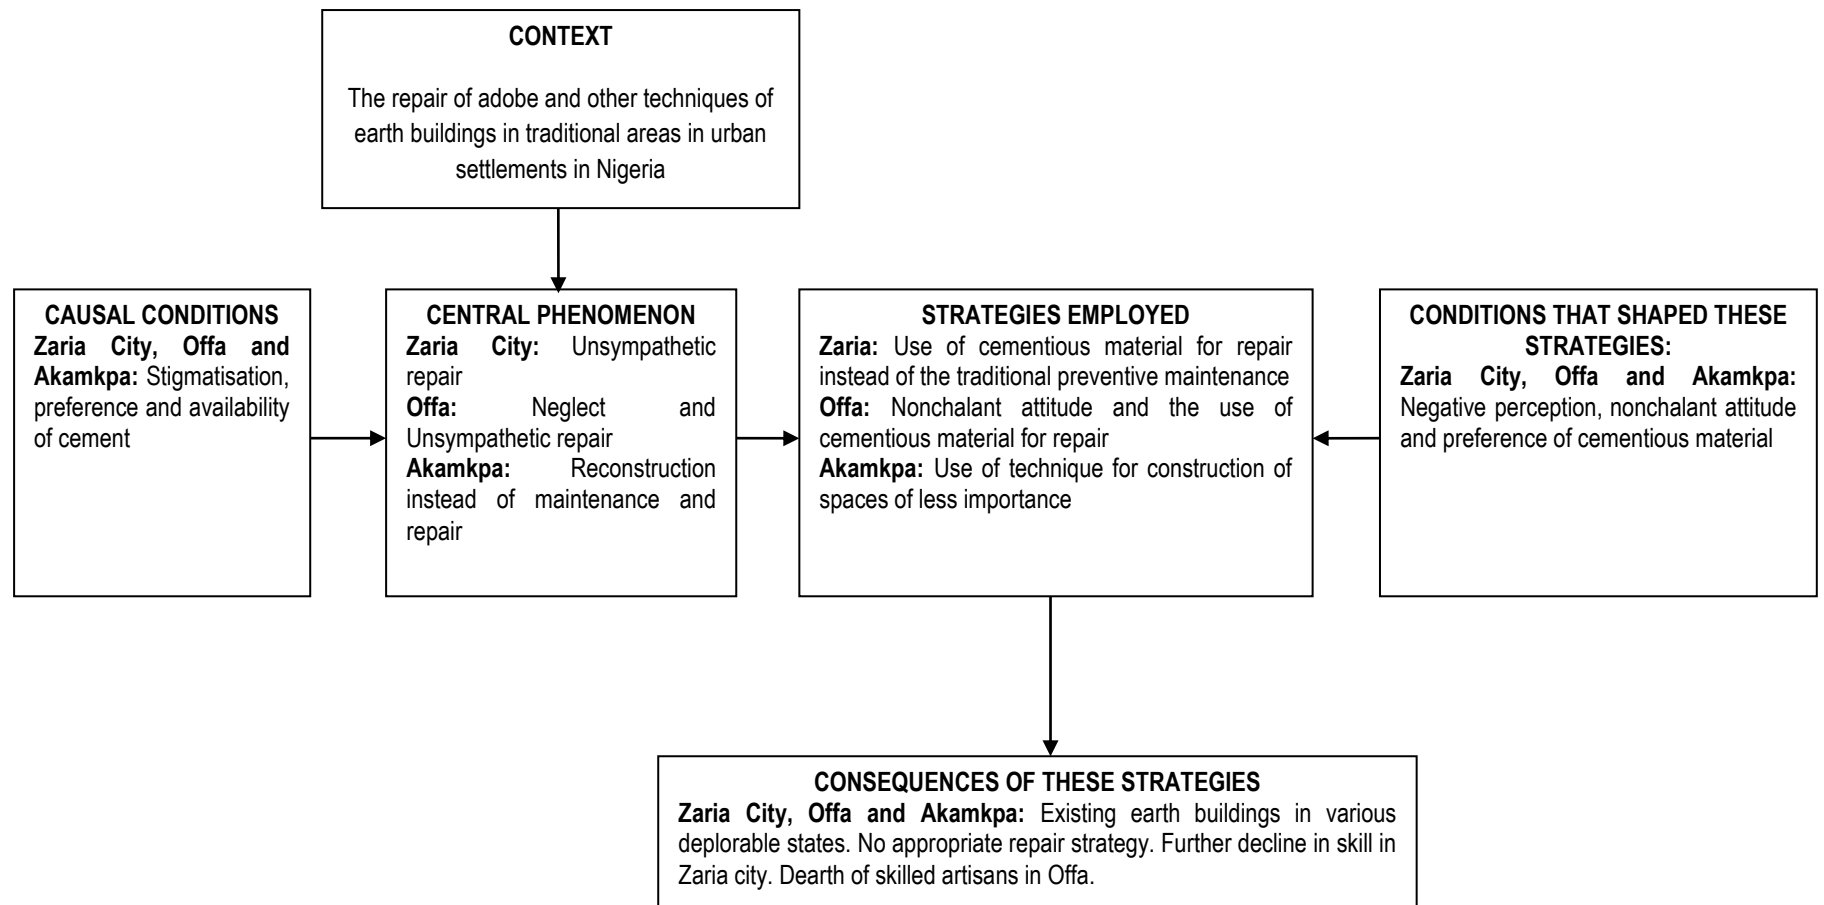 CONTEXT
The repair of adobe and other techniques of
earth buildings in traditional areas in urban
settlements in Nigeria
CAUSAL CONDITIONS
Zaria City, Offa and
Akamkpa: Stigmatisation,
preference and availability
of cement
CENTRAL PHENOMENON
Zaria City: Unsympathetic
repair
Offa: Neglect and
Unsympathetic repair
Akamkpa: Reconstruction
instead of maintenance and
repair
STRATEGIES EMPLOYED
Zaria: Use of cementious material for repair
instead of the traditional preventive maintenance
Offa: Nonchalant attitude and the use of
cementious material for repair
Akamkpa: Use of technique for construction of
spaces of less importance
CONDITIONS THAT SHAPED THESE
STRATEGIES:
Zaria City, Offa and Akamkpa:
Negative perception, nonchalant attitude
and preference of cementious material
CONSEQUENCES OF THESE STRATEGIES
Zaria City, Offa and Akamkpa: Existing earth buildings in various
deplorable states. No appropriate repair strategy. Further decline in skill in
Zaria city. Dearth of skilled artisans in Offa.